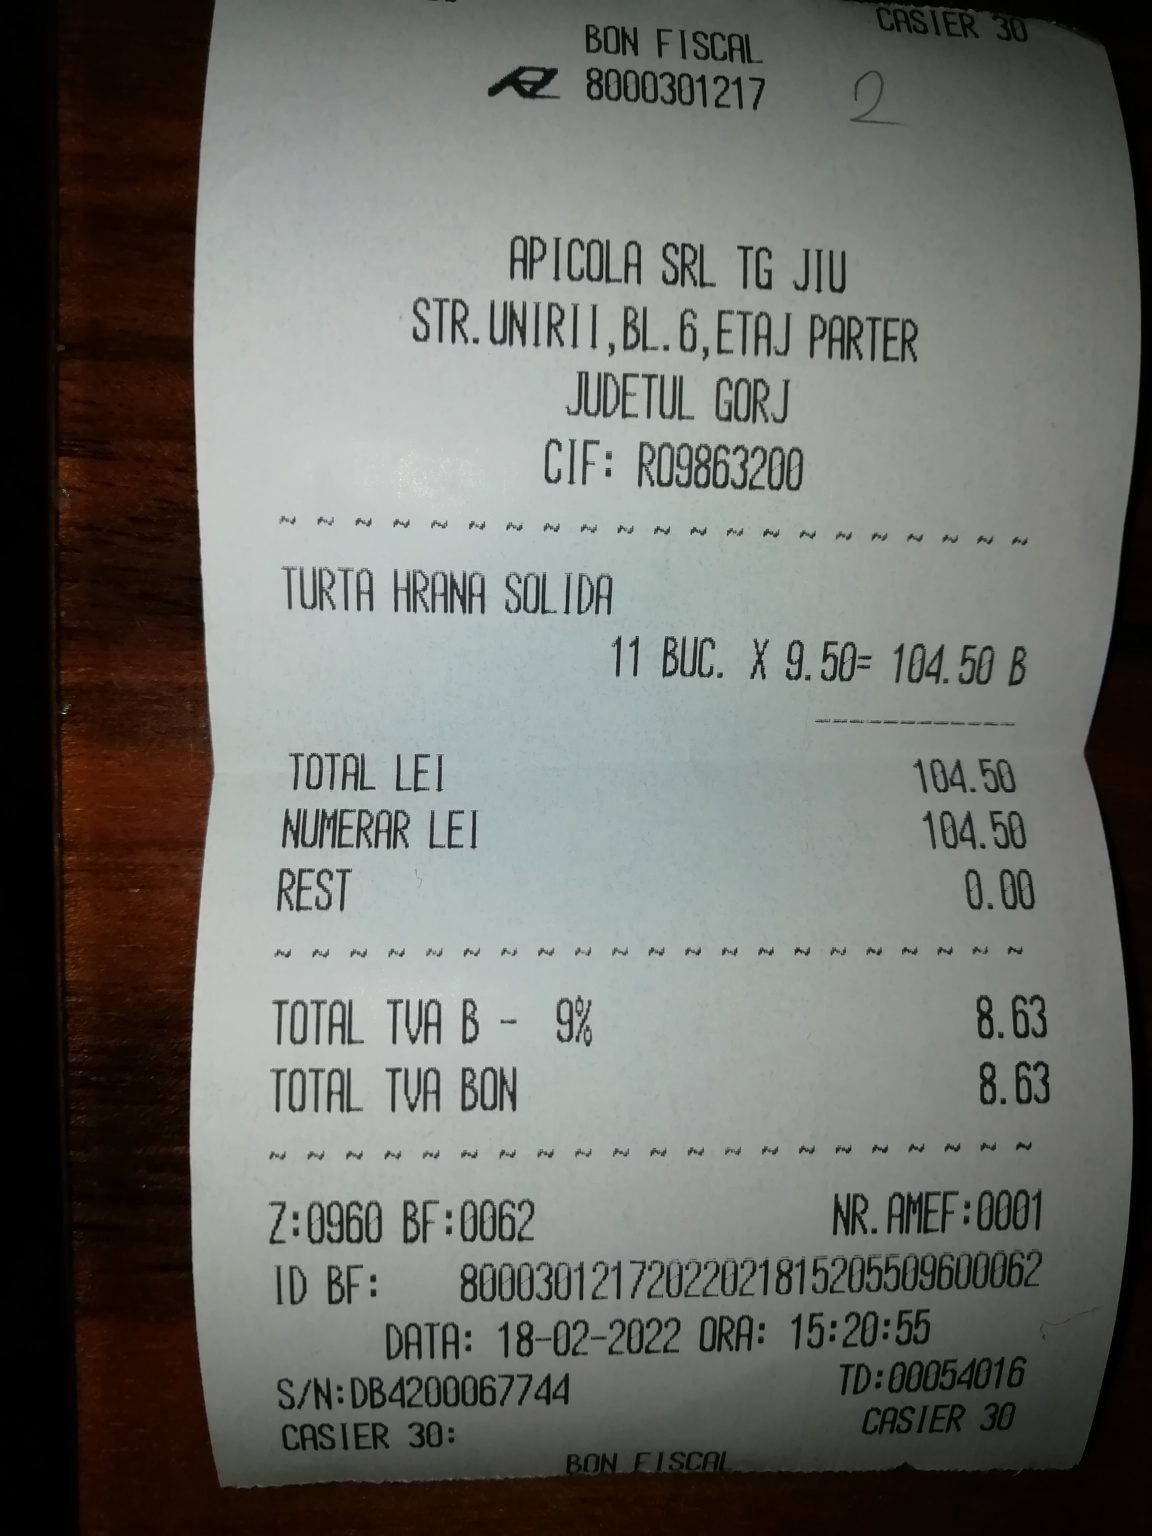 CASIER 30
BON FISCAL
8000301217
2
APICOLA SRL TG JIU
STR.UNIRII,BL.6,ETAJ PARTER
JUDETUL GORJ
CIF: RO9863200
~ ~ ~ ~ ~ ~ ~ ~ ~ ~ ~ ~ ~ ~ ~ ~ ~ ~ ~ ~ ~
TURTA HRANA SOLIDA
11 BUC. X 9.50= 104.50 B
TOTAL LEI 104.50
NUMERAR LEI 104.50
REST 0.00
~ ~ ~ ~ ~ ~ ~ ~ ~ ~ ~ ~ ~ ~ ~ ~ ~ ~ ~ ~ ~
TOTAL TVA B - 9% 8.63
TOTAL TVA BON 8.63
~ ~ ~ ~ ~ ~ ~ ~ ~ ~ ~ ~ ~ ~ ~ ~ ~ ~ ~ ~ ~
Z:0960 BF:0062 NR.AMEF:0001
ID BF: 80003012172022021815205509600062
DATA: 18-02-2022 ORA: 15:20:55
S/N:DB4200067744 TD:00054016
CASIER 30: CASIER 30
BON FISCAL